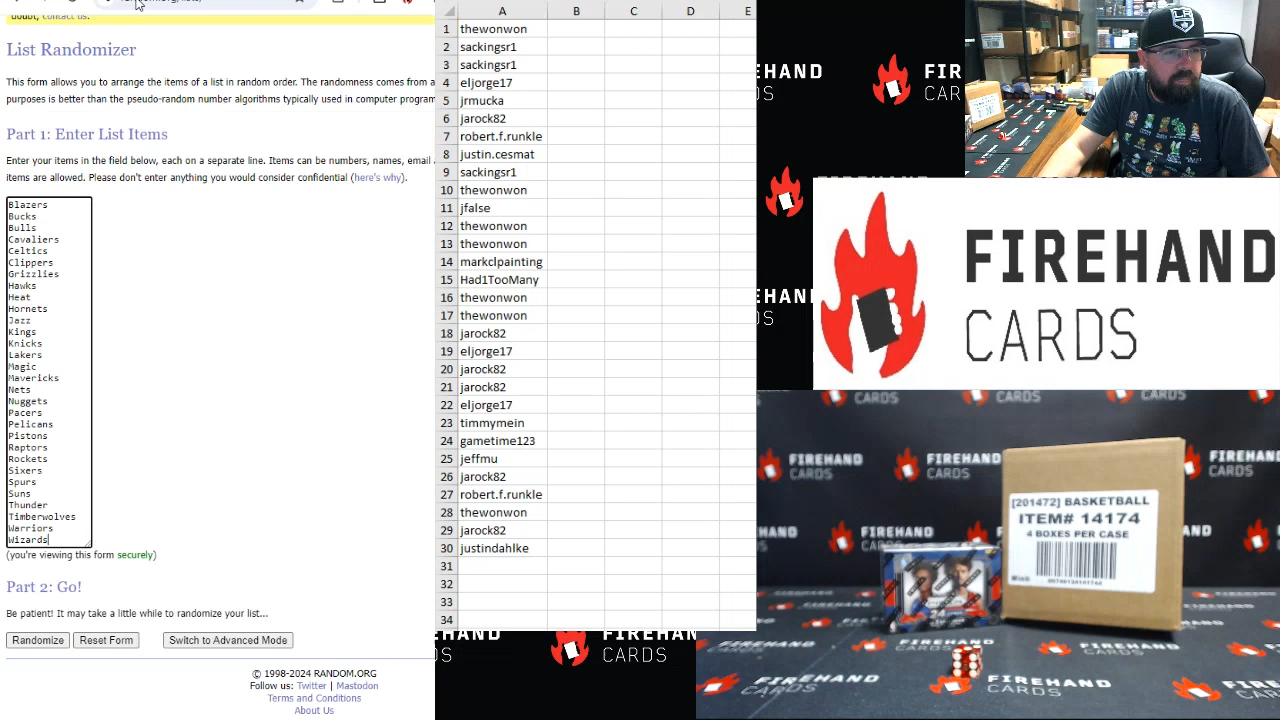 doubt, contact us.
List Randomizer
This form allows you to arrange the items of a list in random order. The randomness comes from a
purposes is better than the pseudo-random number algorithms typically used in computer program
Part 1: Enter List Items
Enter your items in the field below, each on a separate line. Items can be numbers, names, email
items are allowed. Please don't enter anything you would consider confidential (here's why).
Blazers
Bucks
Bulls
Cavaliers
Celtics
Clippers
Grizzlies
Hawks
Heat
Hornets
Jazz
Kings
Knicks
Lakers
Magic
Mavericks
Nets
Nuggets
Pacers
Pelicans
Pistons
Raptors
Rockets
Sixers
Spurs
Suns
Thunder
Timberwolves
Warriors
Wizards
(you're viewing this form securely)
Part 2: Go!
Be patient! It may take a little while to randomize your list...
Randomize
Reset Form
Switch to Advanced Mode
© 1998-2024 RANDOM.ORG
Follow us: Twitter | Mastodon
Terms and Conditions
About Us
A B C D E
1 thewonwon
2 sackingsr1
3 sackingsr1
4 eljorge17
5 jrmucka
6 jarock82
7 robert.f.runkle
8 justin.cesmat
9 sackingsr1
10 thewonwon
11 jfalse
12 thewonwon
13 thewonwon
14 markclpainting
15 Had1TooMany
16 thewonwon
17 thewonwon
18 jarock82
19 eljorge17
20 jarock82
21 jarock82
22 eljorge17
23 timmymein
24 gametime123
25 jeffmu
26 jarock82
27 robert.f.runkle
28 thewonwon
29 jarock82
30 justindahlke
31
32
33
34
FIREHAND
CARDS
[201472] BASKETBALL
ITEM# 14174
4 BOXES PER CASE
FIREHAND
CARDS